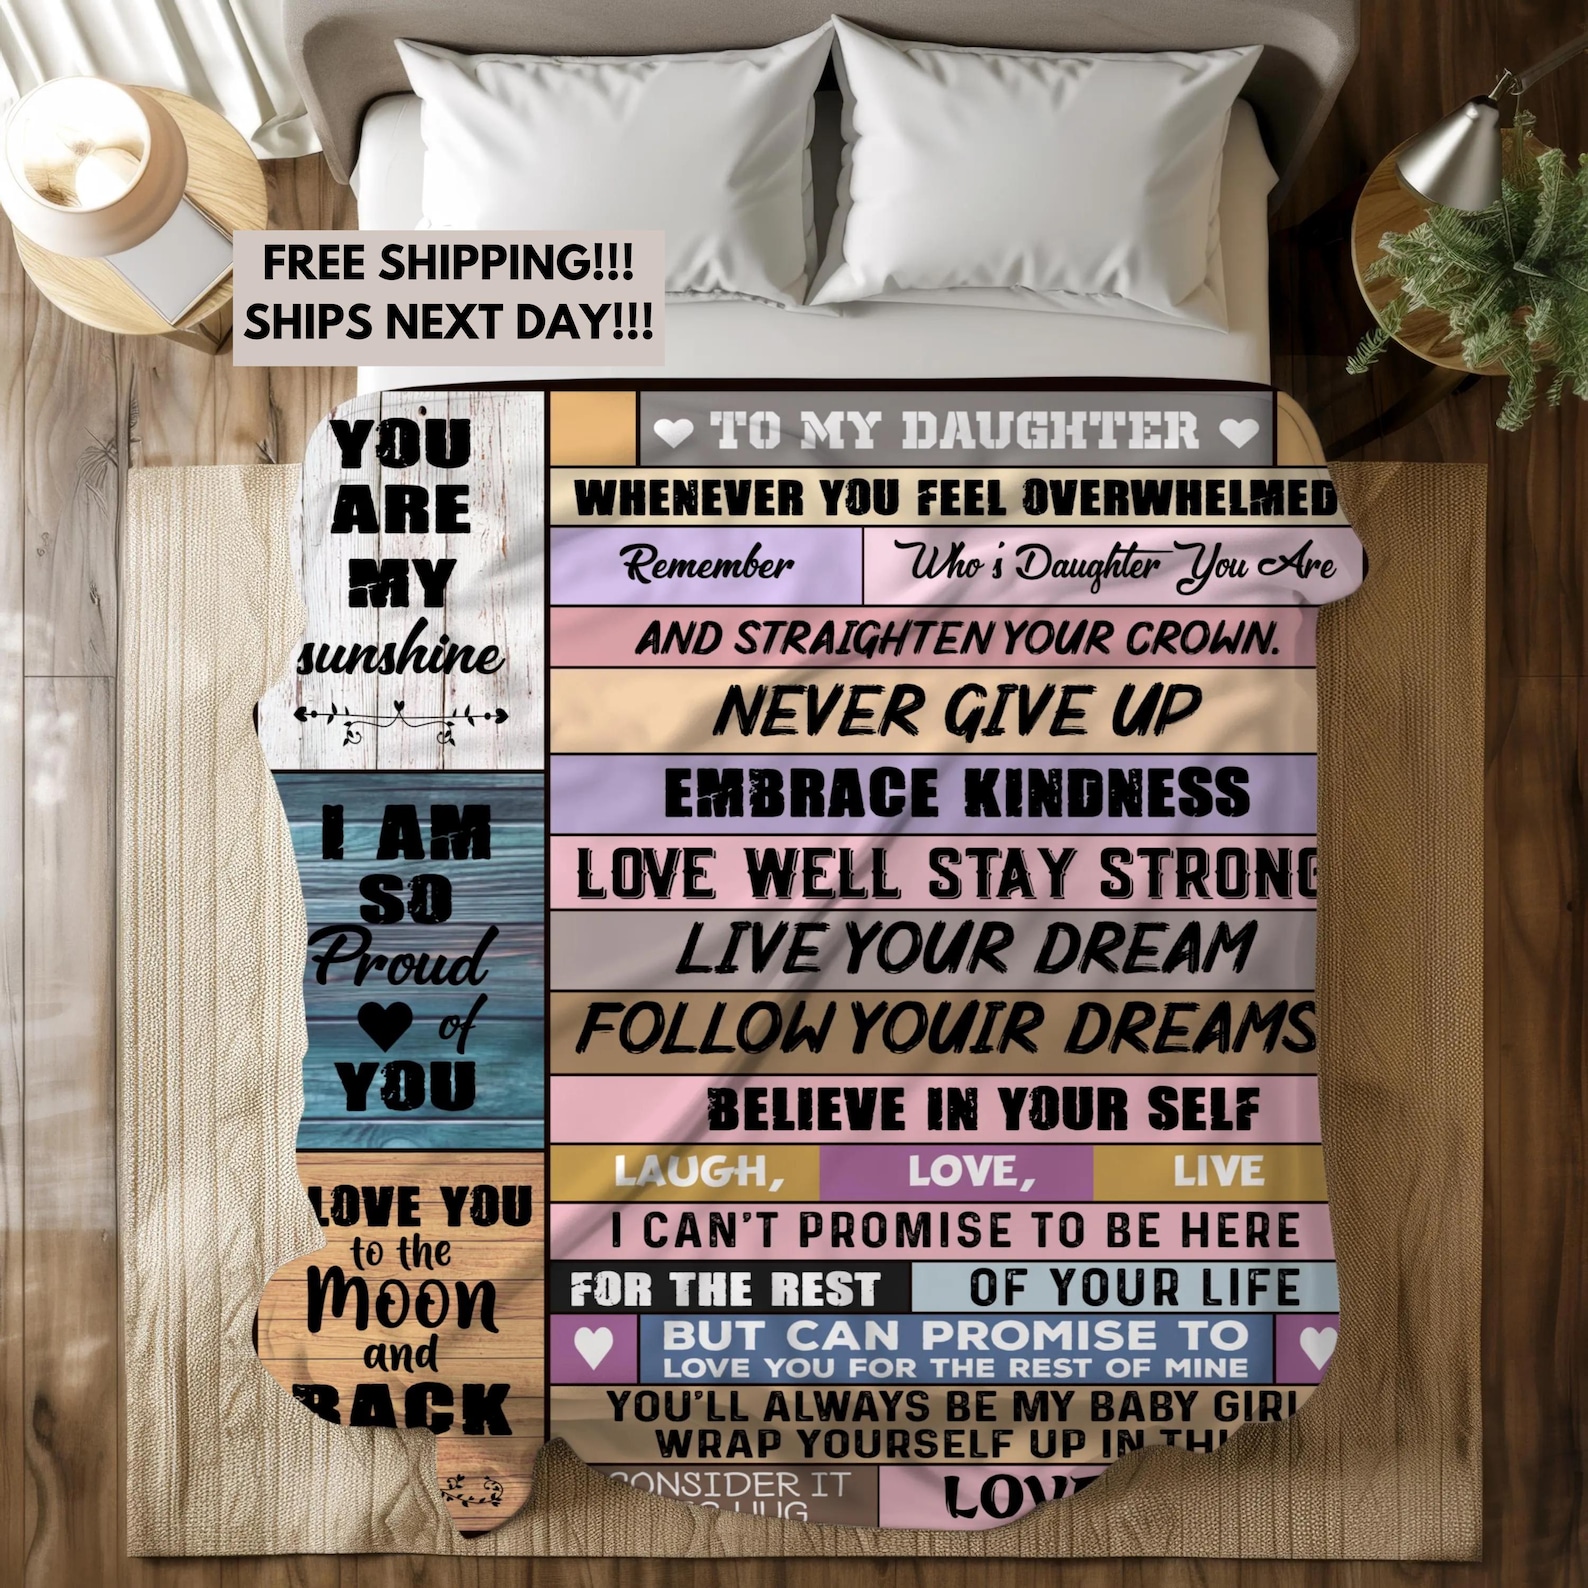 FREE SHIPPING!!!
SHIPS NEXT DAY!!!
YOU
ARE
MY
sunshine
I AM
SO
Proud
of
YOU
LOVE YOU
to the
Moon
and
BACK
TO MY DAUGHTER
WHENEVER YOU FEEL OVERWHELMED
Remember Who's Daughter You Are
AND STRAIGHTEN YOUR CROWN.
NEVER GIVE UP
EMBRACE KINDNESS
LOVE WELL STAY STRONG
LIVE YOUR DREAM
FOLLOW YOUIR DREAMS
BELIEVE IN YOUR SELF
LAUGH, LOVE, LIVE
I CAN'T PROMISE TO BE HERE
FOR THE REST OF YOUR LIFE
BUT CAN PROMISE TO
LOVE YOU FOR THE REST OF MINE
YOU'LL ALWAYS BE MY BABY GIRL
WRAP YOURSELF UP IN THI
CONSIDER IT LOVE
HUG